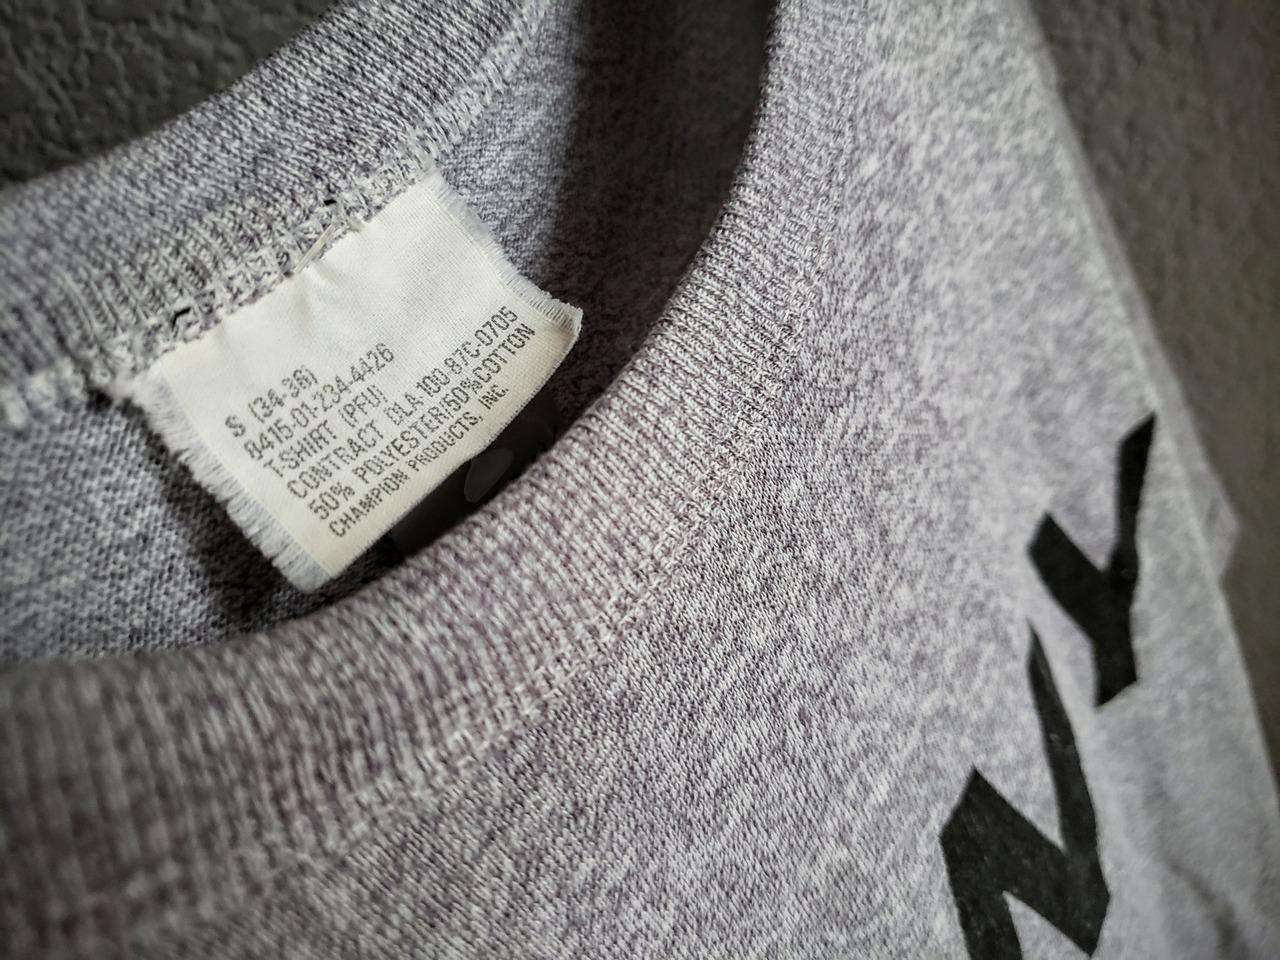 S (34-36)
8415-01-234-4426
T-SHIRT (PFU)
CONTRACT DLA 100 87C-0705
50% POLYESTER/50%COTTON
CHAMPION PRODUCTS, INC.
NY